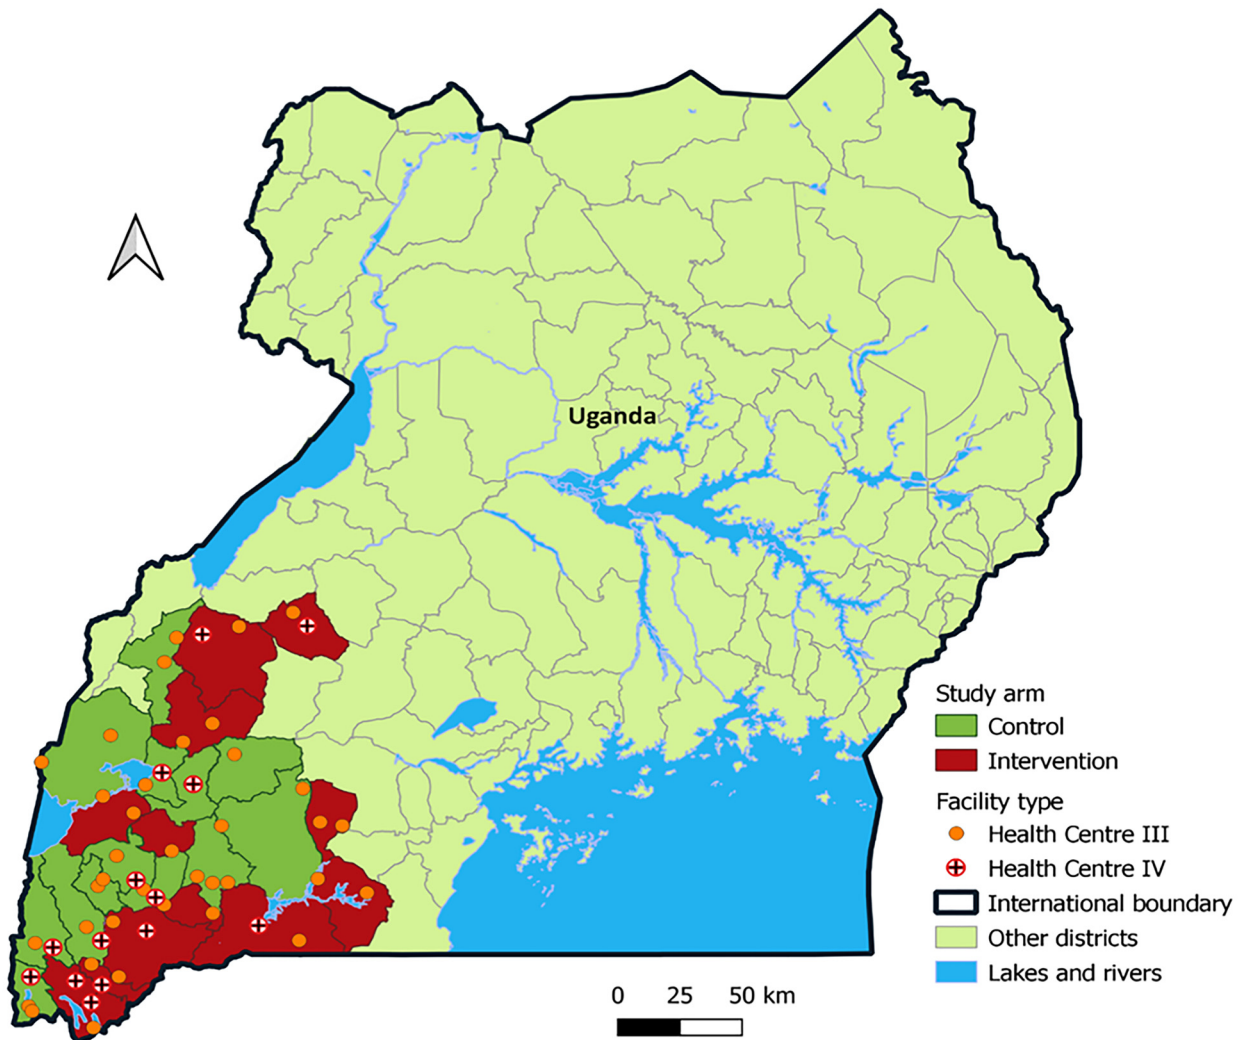 Uganda
Study arm
Control
Intervention
Facility type
Health Centre III
Health Centre IV
International boundary
Other districts
Lakes and rivers
0 25 50 km